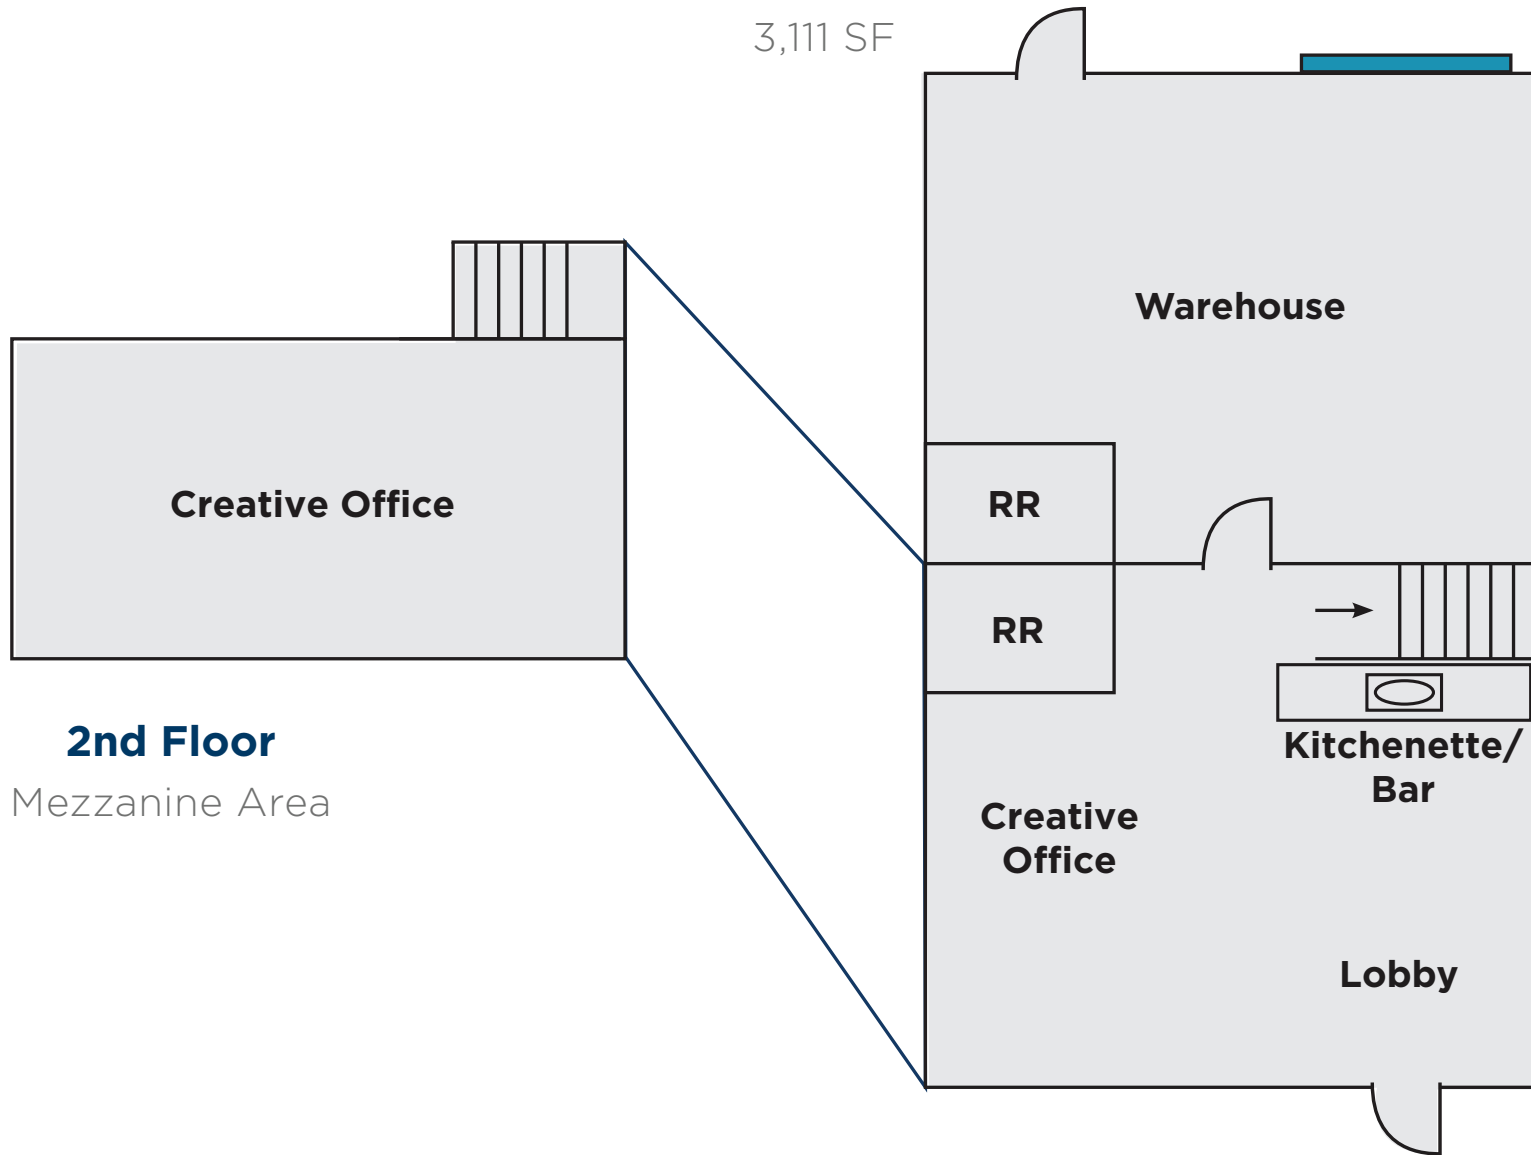 3,111 SF
Warehouse
Creative Office
RR
RR
2nd Floor
Mezzanine Area
Kitchenette/
Bar
Creative
Office
Lobby